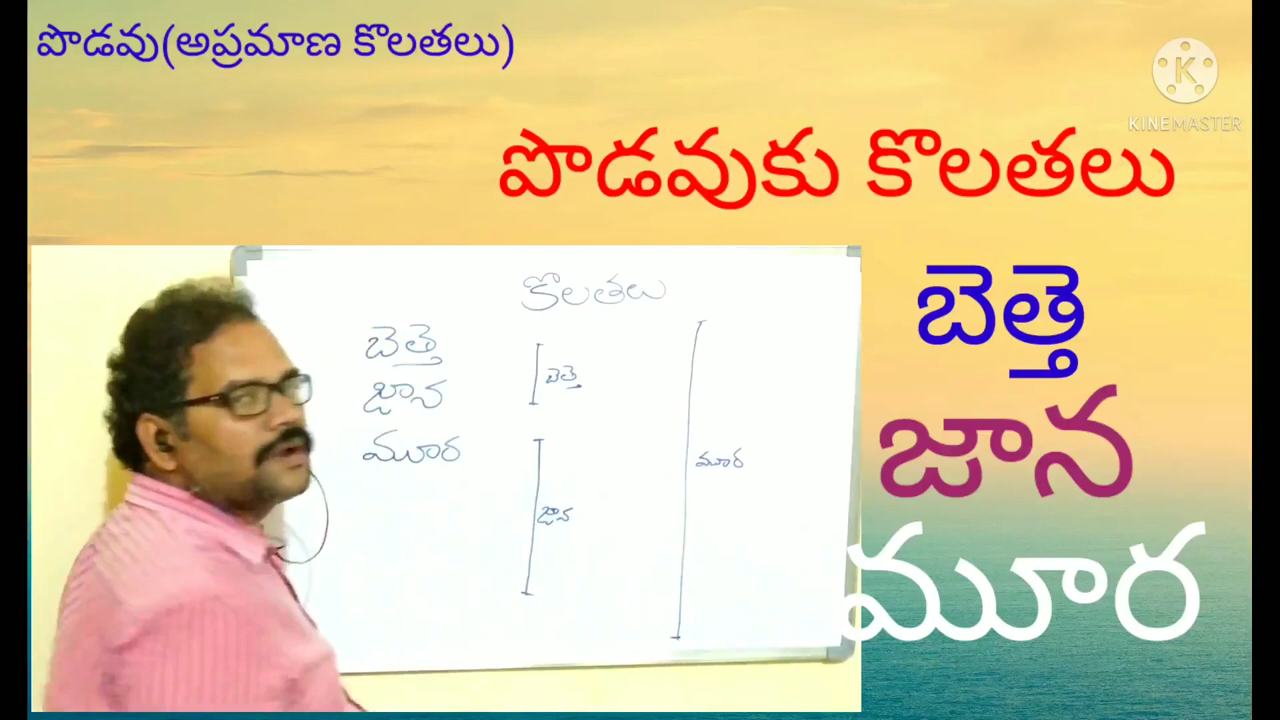 పొడవు(అప్రమాణ కొలతలు)
KINEMASTER
పొడవుకు కొలతలు
బెత్తె
జాన
మూర
కొలతలు
బెత్తె
జాన
మూర
బెత్తె
జాన
మూర